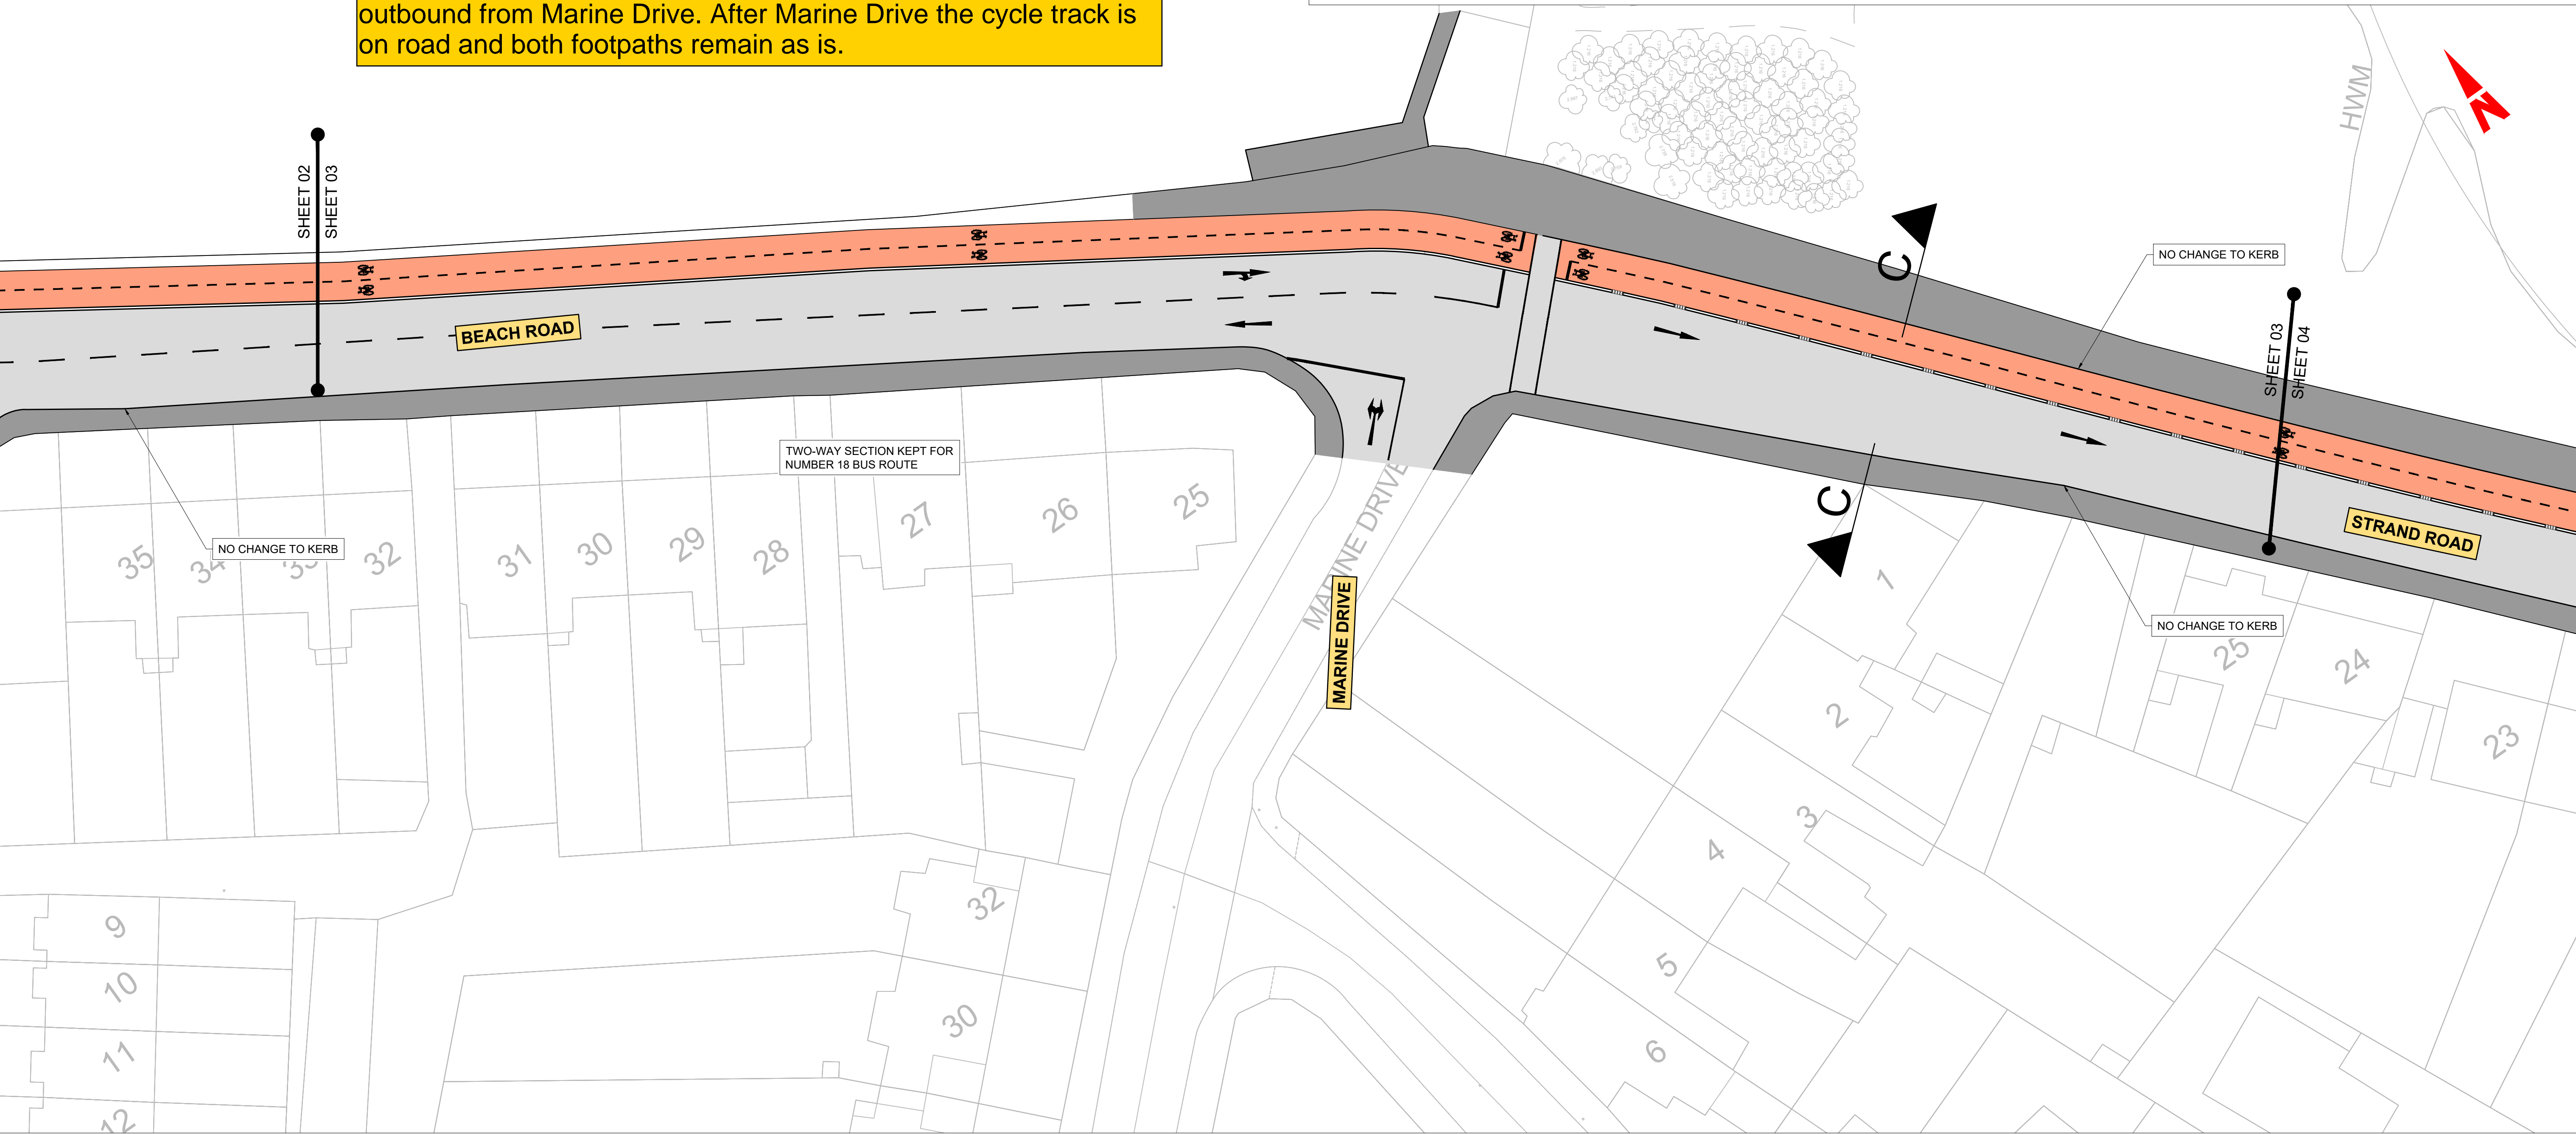 outbound from Marine Drive. After Marine Drive the cycle track is
on road and both footpaths remain as is.
SHEET 02
SHEET 03
HWM
N
C
NO CHANGE TO KERB
BEACH ROAD
SHEET 03
SHEET 04
TWO-WAY SECTION KEPT FOR
NUMBER 18 BUS ROUTE
MARINE DRIVE
C
STRAND ROAD
35
34
33
32
31
30
29
28
27
26
25
NO CHANGE TO KERB
MARINE DRIVE
1
NO CHANGE TO KERB
25
24
23
2
3
4
5
6
32
30
9
10
11
12